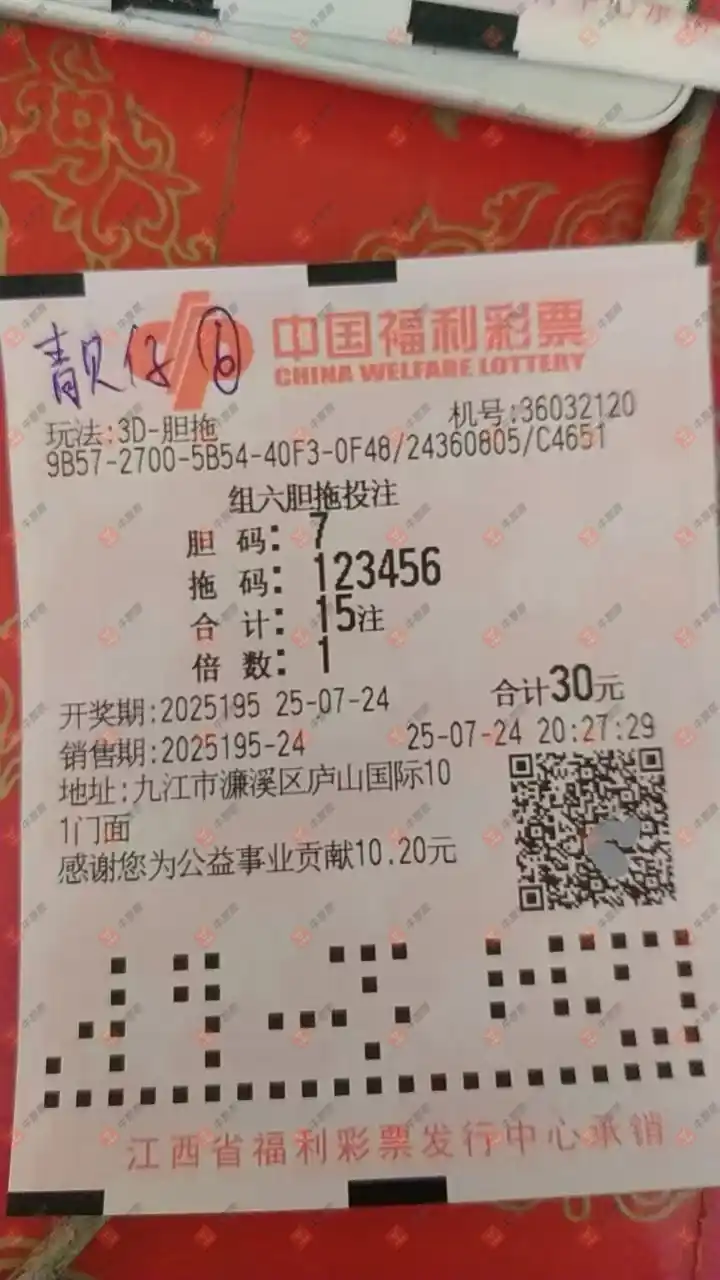 靓仔 6
中国福利彩票
CHINA WELFARE LOTTERY
玩法:3D-胆拖 机号:36032120
9B57-2700-5B54-40F3-0F48/24360805/C4651
组六胆拖投注
胆 码: 7
拖 码: 123456
合 计: 15注
倍 数: 1
开奖期:2025195 25-07-24 合计30元
销售期:2025195-24 25-07-24 20:27:29
地址:九江市濂溪区庐山国际10
1门面
感谢您为公益事业贡献10.20元
江西省福利彩票发行中心承销